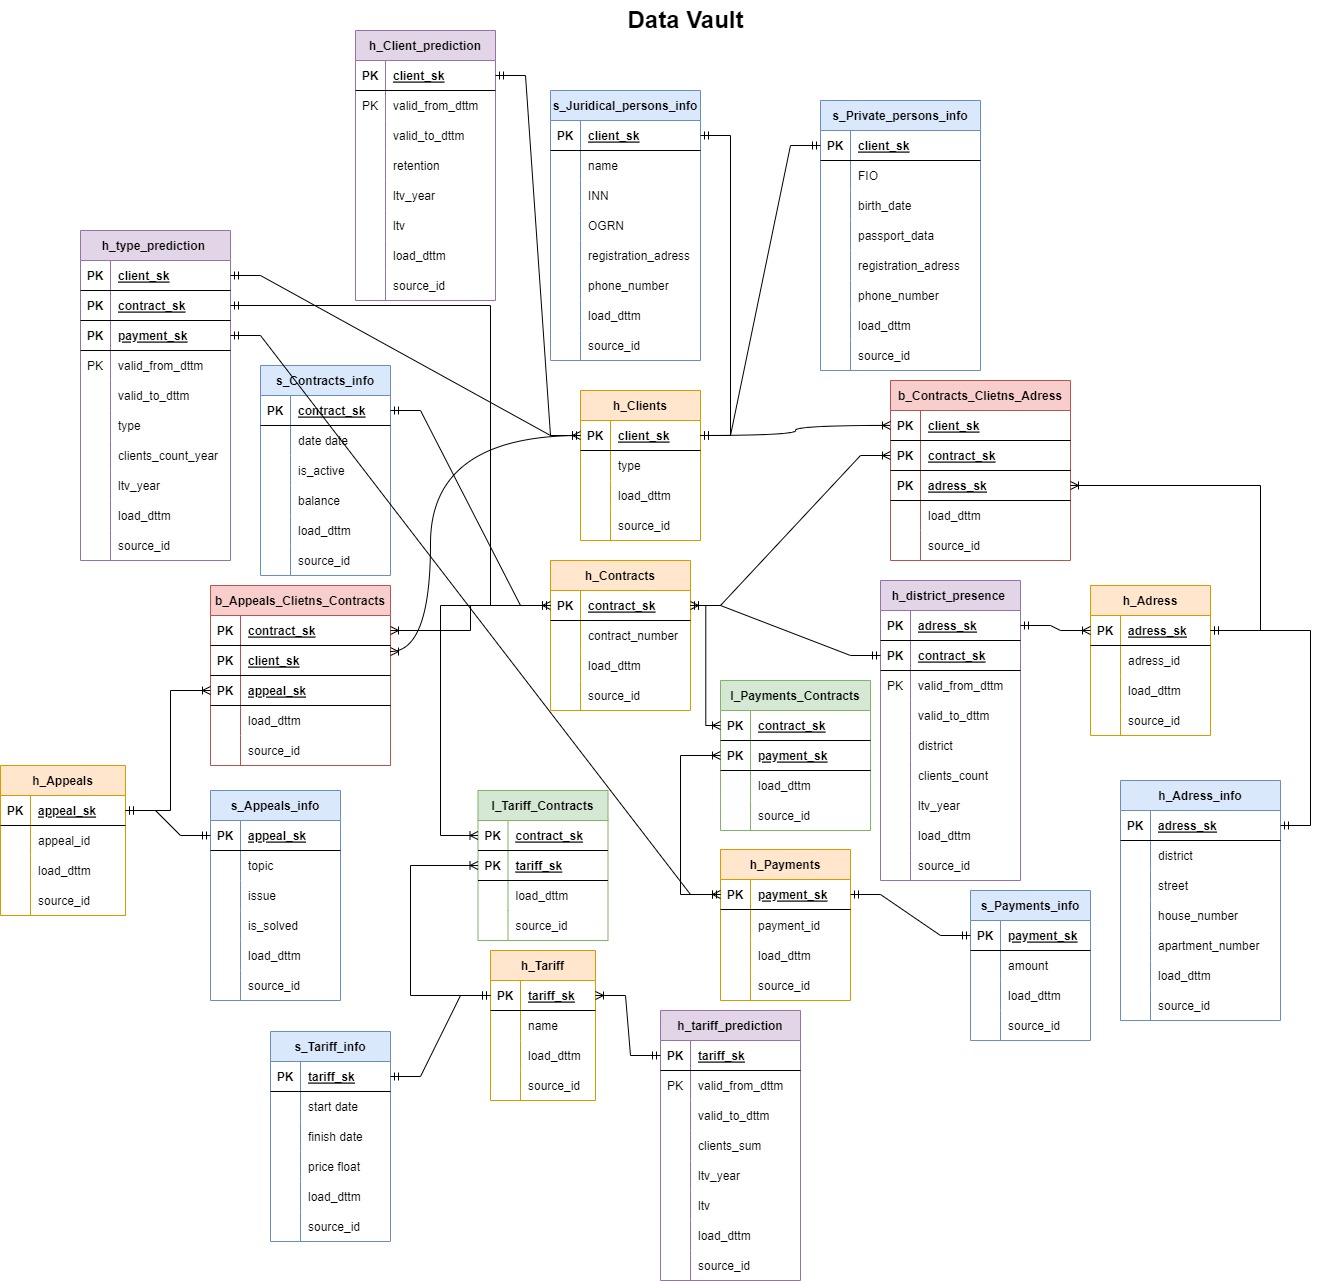 Data Vault
h_Client_prediction
PK client_sk
PK valid_from_dttm
valid_to_dttm
retention
ltv_year
ltv
load_dttm
source_id
s_Juridical_persons_info
PK client_sk
name
INN
OGRN
registration_adress
phone_number
load_dttm
source_id
s_Private_persons_info
PK client_sk
FIO
birth_date
passport_data
registration_adress
phone_number
load_dttm
source_id
h_type_prediction
PK client_sk
PK contract_sk
PK payment_sk
PK valid_from_dttm
valid_to_dttm
type
clients_count_year
ltv_year
load_dttm
source_id
s_Contracts_info
PK contract_sk
date date
is_active
balance
load_dttm
source_id
h_Clients
PK client_sk
type
load_dttm
source_id
b_Contracts_Clietns_Adress
PK client_sk
PK contract_sk
PK adress_sk
load_dttm
source_id
b_Appeals_Clietns_Contracts
PK contract_sk
PK client_sk
PK appeal_sk
load_dttm
source_id
h_Contracts
PK contract_sk
contract_number
load_dttm
source_id
h_district_presence
PK adress_sk
PK contract_sk
PK valid_from_dttm
valid_to_dttm
district
clients_count
ltv_year
load_dttm
source_id
h_Adress
PK adress_sk
adress_id
load_dttm
source_id
l_Payments_Contracts
PK contract_sk
PK payment_sk
load_dttm
source_id
h_Appeals
PK appeal_sk
appeal_id
load_dttm
source_id
s_Appeals_info
PK appeal_sk
topic
issue
is_solved
load_dttm
source_id
l_Tariff_Contracts
PK contract_sk
PK tariff_sk
load_dttm
source_id
h_Payments
PK payment_sk
payment_id
load_dttm
source_id
h_Adress_info
PK adress_sk
district
street
house_number
apartment_number
load_dttm
source_id
s_Payments_info
PK payment_sk
amount
load_dttm
source_id
h_Tariff
PK tariff_sk
name
load_dttm
source_id
s_Tariff_info
PK tariff_sk
start date
finish date
price float
load_dttm
source_id
h_tariff_prediction
PK tariff_sk
PK valid_from_dttm
valid_to_dttm
clients_sum
ltv_year
ltv
load_dttm
source_id